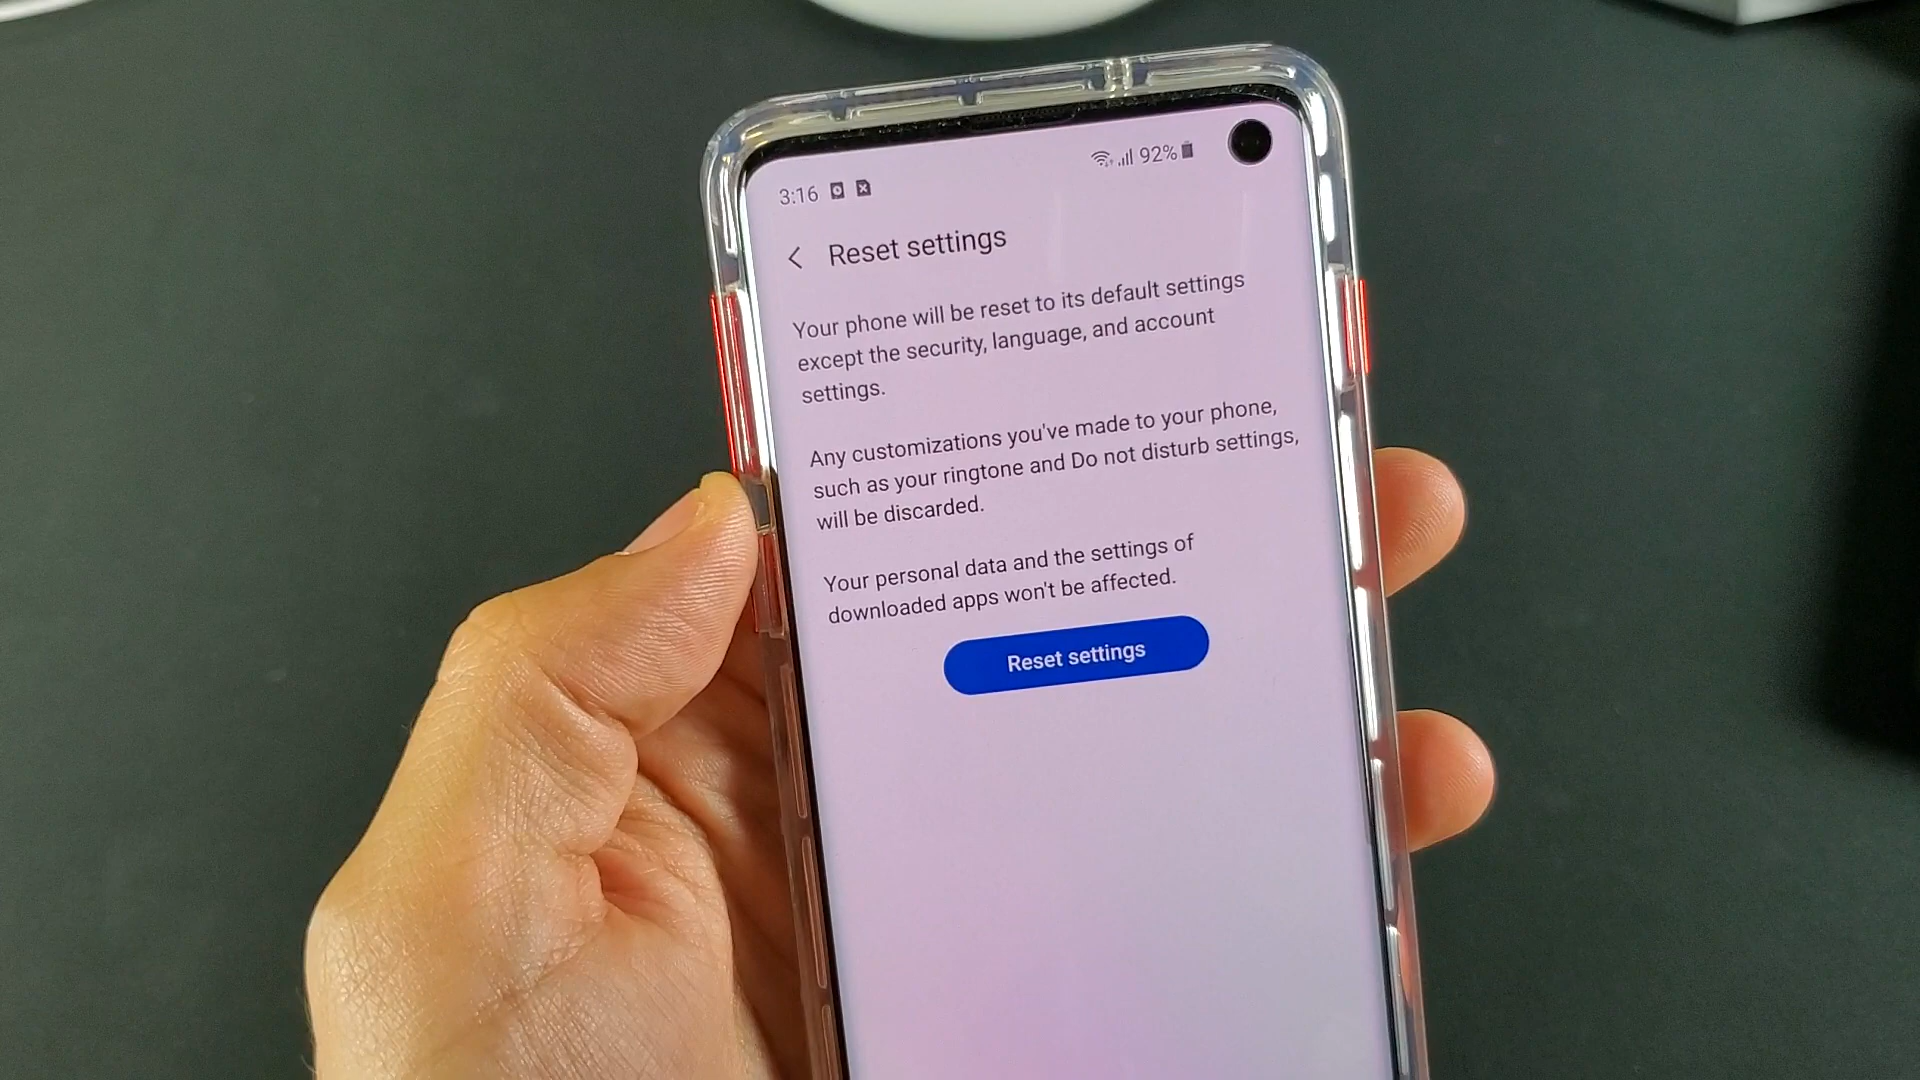 3:16 92%
Reset settings
Your phone will be reset to its default settings
except the security, language, and account
settings.
Any customizations you've made to your phone,
such as your ringtone and Do not disturb settings,
will be discarded.
Your personal data and the settings of
downloaded apps won't be affected.
Reset settings